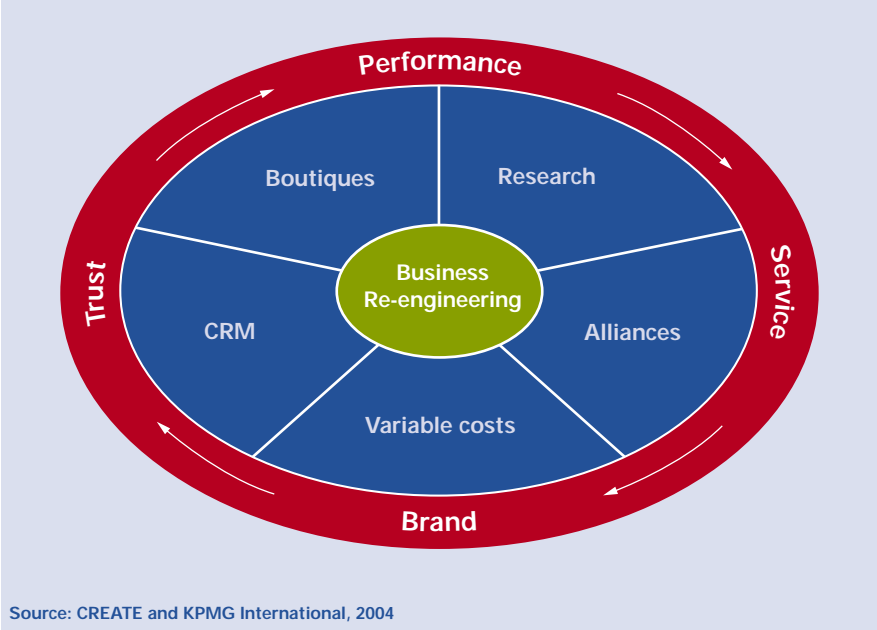 Performance
Boutiques
Research
Business
Re-engineering
Trust
Service
CRM
Alliances
Variable costs
Brand
Source: CREATE and KPMG International, 2004